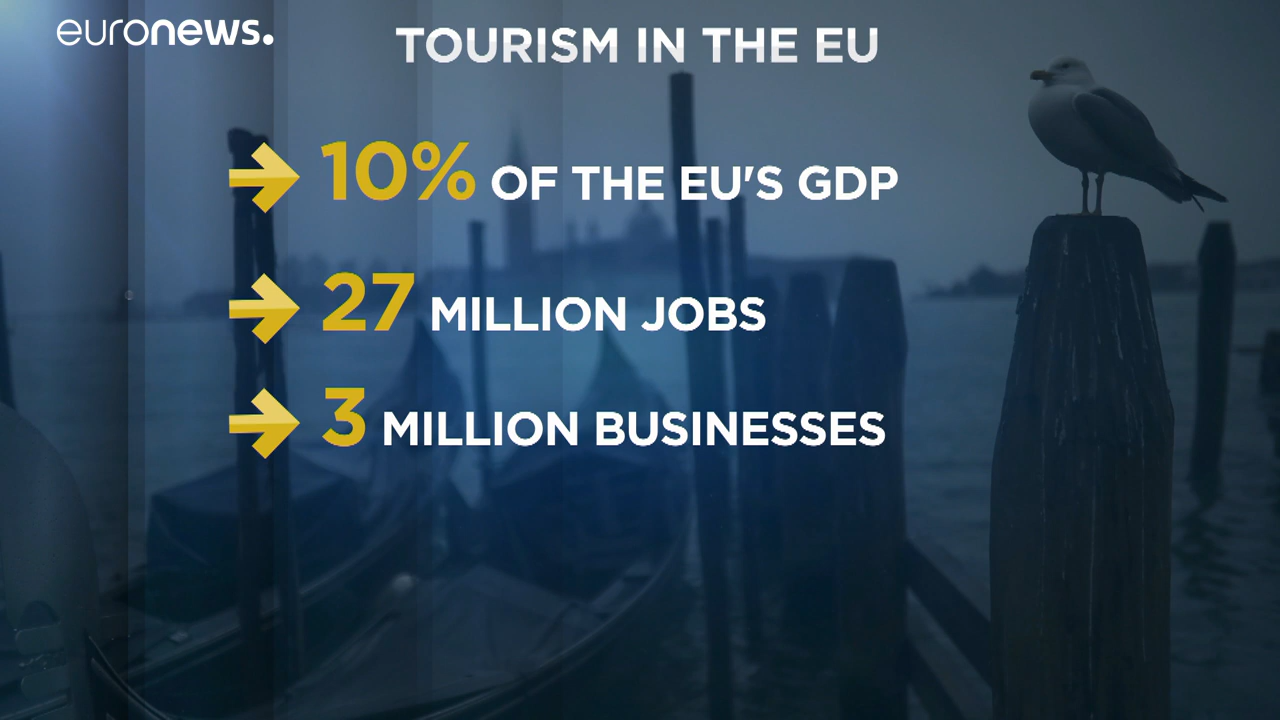 euronews.
TOURISM IN THE EU
10% OF THE EU'S GDP
27 MILLION JOBS
3 MILLION BUSINESSES